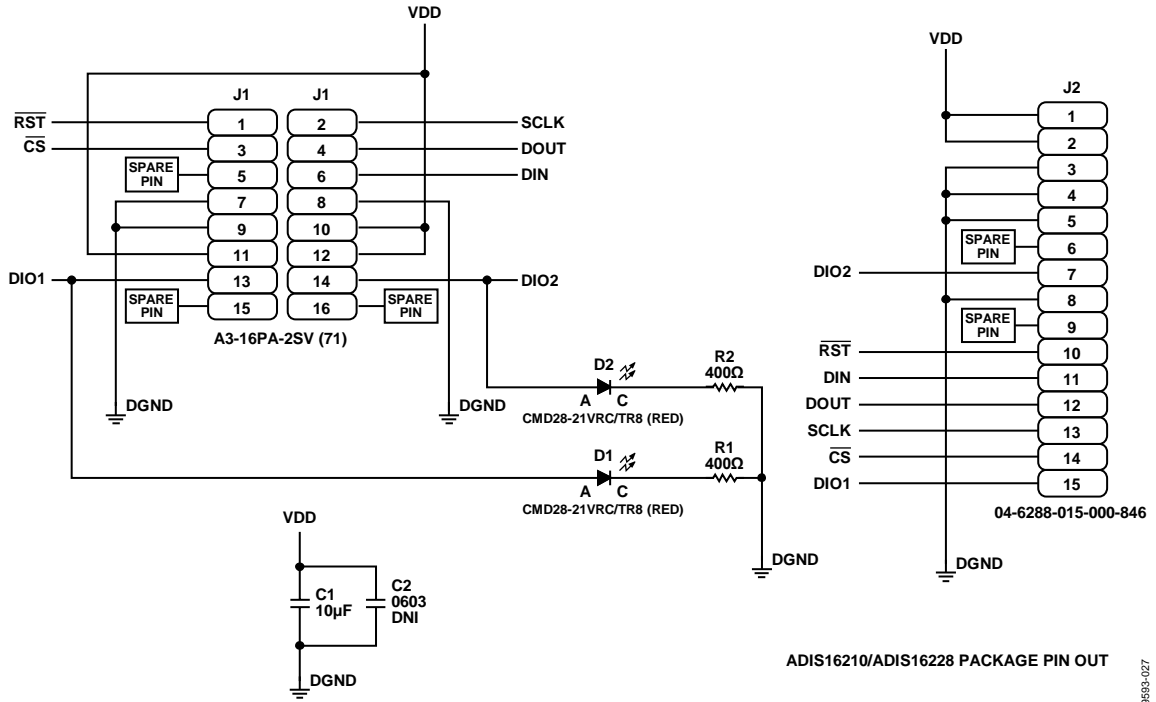 VDD
J1 J1
RST 1 2 SCLK
CS 3 4 DOUT
SPARE PIN 5 6 DIN
7 8
9 10
11 12
DIO1 13 14 DIO2
SPARE PIN 15 16 SPARE PIN
A3-16PA-2SV (71)
DGND
DGND
D2
R2
400Ω
A C
CMD28-21VRC/TR8 (RED)
D1
R1
400Ω
A C
CMD28-21VRC/TR8 (RED)
DGND
VDD
C1
10µF
C2
0603
DNI
DGND
VDD
J2
1
2
3
4
5
SPARE PIN 6
DIO2 7
8
SPARE PIN 9
RST 10
DIN 11
DOUT 12
SCLK 13
CS 14
DIO1 15
04-6288-015-000-846
DGND
ADIS16210/ADIS16228 PACKAGE PIN OUT